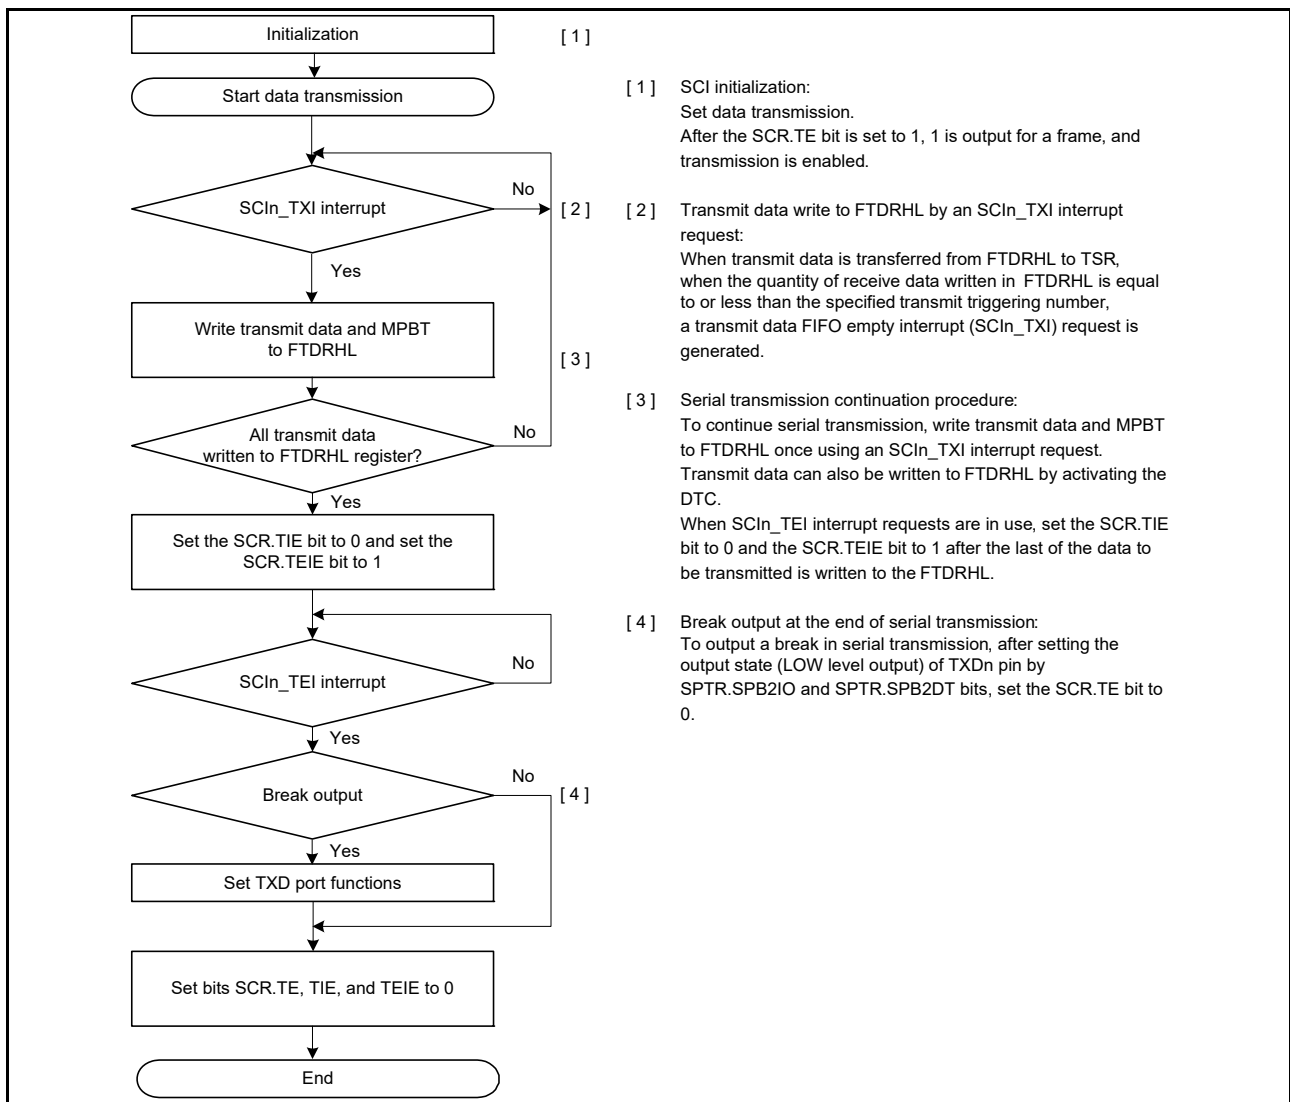 Initialization
[ 1 ]
Start data transmission
SCIn_TXI interrupt
No
[ 2 ]
Yes
Write transmit data and MPBT
to FTDRHL
[ 3 ]
All transmit data
written to FTDRHL register?
No
Yes
Set the SCR.TIE bit to 0 and set the
SCR.TEIE bit to 1
SCIn_TEI interrupt
No
Yes
Break output
No
[ 4 ]
Yes
Set TXD port functions
Set bits SCR.TE, TIE, and TEIE to 0
End
[ 1 ] SCI initialization:
Set data transmission.
After the SCR.TE bit is set to 1, 1 is output for a frame, and
transmission is enabled.
[ 2 ] Transmit data write to FTDRHL by an SCIn_TXI interrupt
request:
When transmit data is transferred from FTDRHL to TSR,
when the quantity of receive data written in FTDRHL is equal
to or less than the specified transmit triggering number,
a transmit data FIFO empty interrupt (SCIn_TXI) request is
generated.
[ 3 ] Serial transmission continuation procedure:
To continue serial transmission, write transmit data and MPBT
to FTDRHL once using an SCIn_TXI interrupt request.
Transmit data can also be written to FTDRHL by activating the
DTC.
When SCIn_TEI interrupt requests are in use, set the SCR.TIE
bit to 0 and the SCR.TEIE bit to 1 after the last of the data to
be transmitted is written to the FTDRHL.
[ 4 ] Break output at the end of serial transmission:
To output a break in serial transmission, after setting the
output state (LOW level output) of TXDn pin by
SPTR.SPB2IO and SPTR.SPB2DT bits, set the SCR.TE bit to
0.